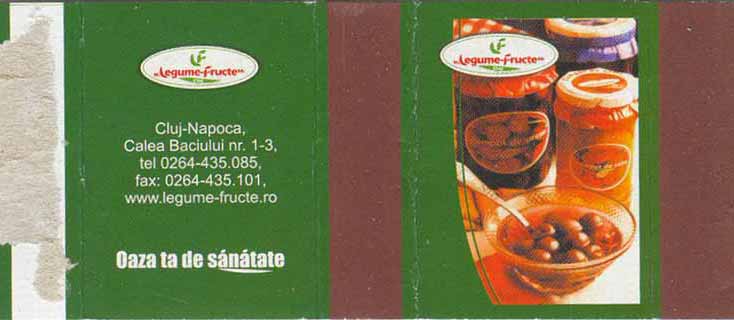 "Legume-Fructe"
Cluj-Napoca,
Calea Baciului nr. 1-3,
tel 0264-435.085,
fax: 0264-435.101,
www.legume-fructe.ro
Oaza ta de sănătate
"Legume-Fructe"